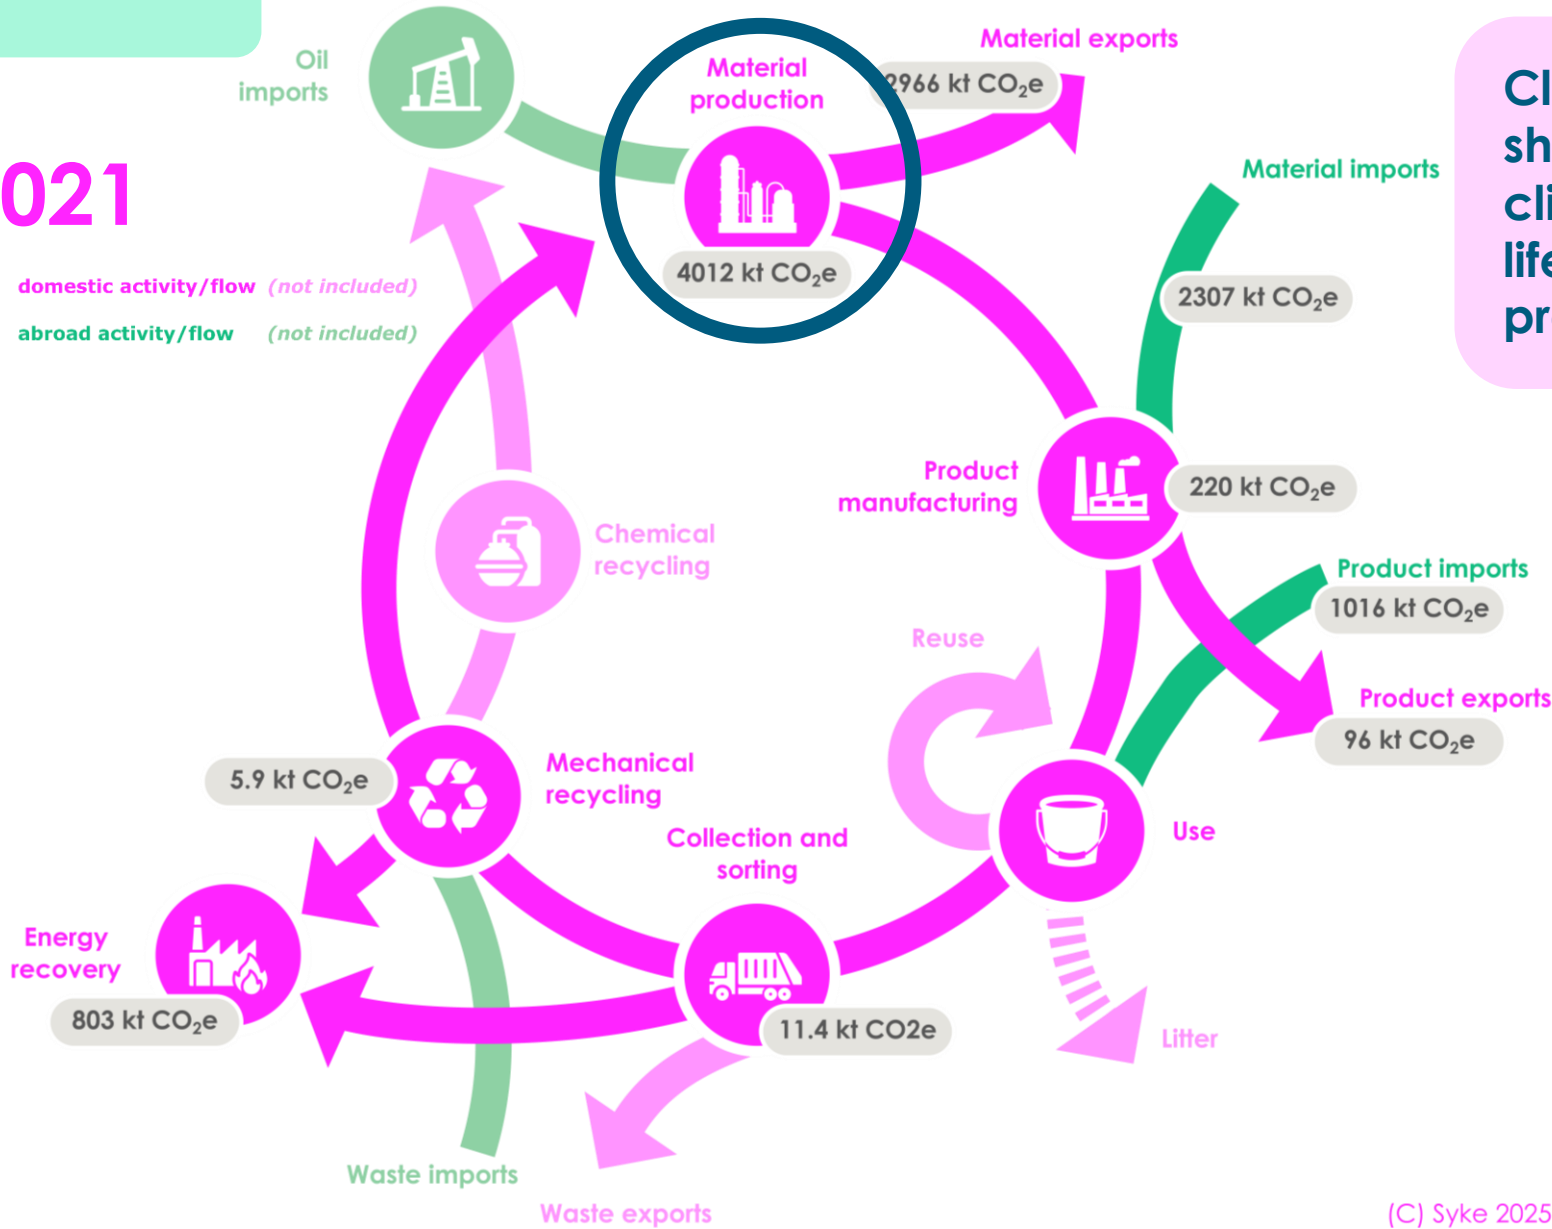 Oil
imports
Material
production
Material exports
2966 kt CO₂e
4012 kt CO₂e
Material imports
2307 kt CO₂e
021
domestic activity/flow (not included)
abroad activity/flow (not included)
Product
manufacturing
220 kt CO₂e
Chemical
recycling
Product imports
1016 kt CO₂e
Reuse
Product exports
96 kt CO₂e
Mechanical
recycling
5.9 kt CO₂e
Collection and
sorting
Use
Energy
recovery
803 kt CO₂e
11.4 kt CO2e
Litter
Waste imports
Waste exports
(C) Syke 2025